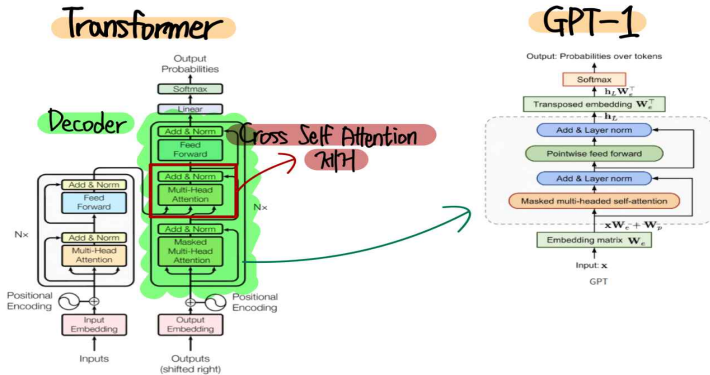 Transformer
GPT-1
Output
Probabilities
Softmax
Linear
Decoder
Add & Norm
Feed
Forward
Cross Self Attention
제거
Add & Norm
Multi-Head
Attention
Add & Norm
Masked
Multi-Head
Attention
N×
Positional
Encoding
Output
Embedding
Outputs
(shifted right)
Add & Norm
Feed
Forward
N×
Add & Norm
Multi-Head
Attention
Positional
Encoding
Input
Embedding
Inputs
Output: Probabilities over tokens
Softmax
h_L W_e^⊤
Transposed embedding W_e^⊤
h_L
Add & Layer norm
Pointwise feed forward
Add & Layer norm
Masked multi-headed self-attention
xW_e + W_p
Embedding matrix W_e
Input: x
GPT